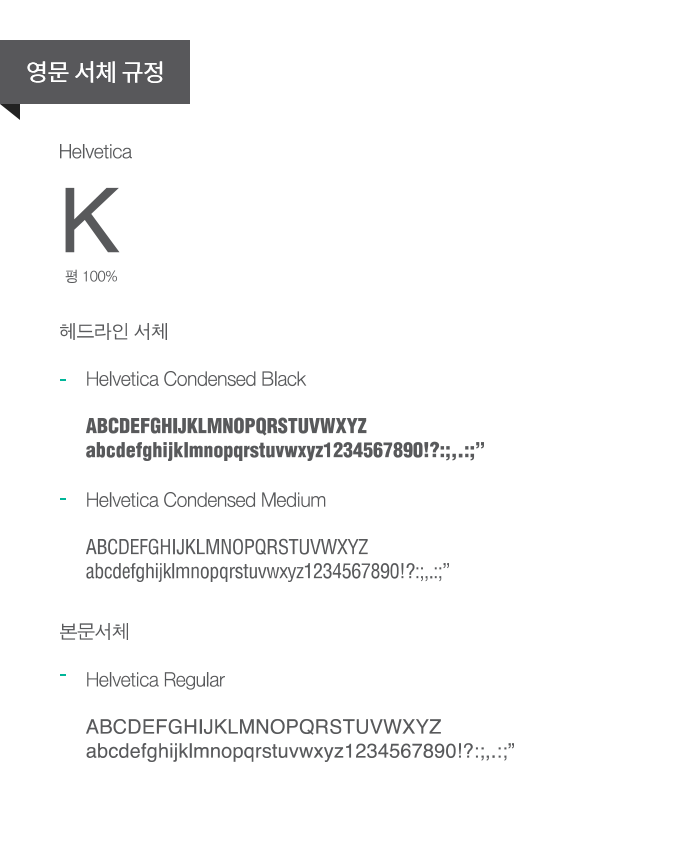 영문 서체 규정
Helvetica
K
평 100%
헤드라인 서체
- Helvetica Condensed Black
ABCDEFGHIJKLMNOPQRSTUVWXYZ
abcdefghijklmnopqrstuvwxyz1234567890!?:;,.:;”
- Helvetica Condensed Medium
ABCDEFGHIJKLMNOPQRSTUVWXYZ
abcdefghijklmnopqrstuvwxyz1234567890!?:;,.:;”
본문서체
- Helvetica Regular
ABCDEFGHIJKLMNOPQRSTUVWXYZ
abcdefghijklmnopqrstuvwxyz1234567890!?:;,.:;”